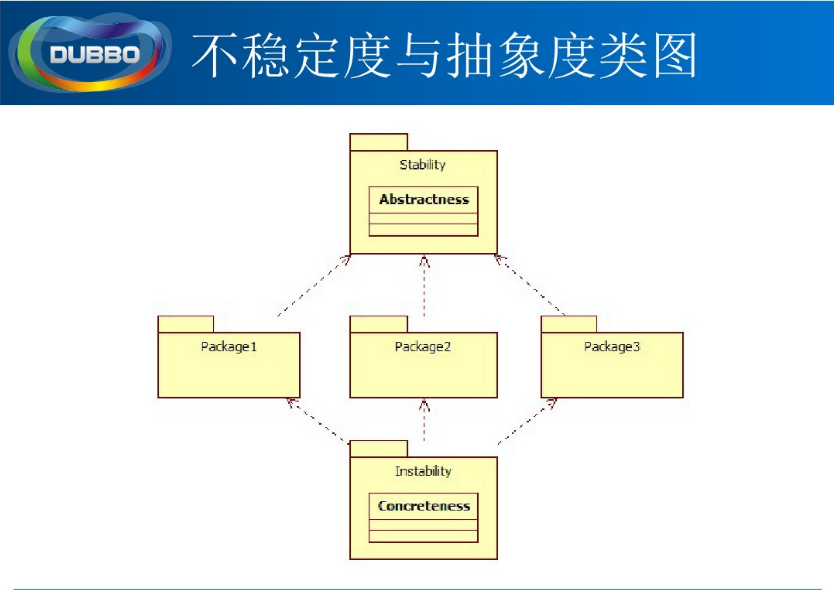 DUBBO
不稳定度与抽象度类图
Stability
Abstractness
Package1
Package2
Package3
Instability
Concreteness